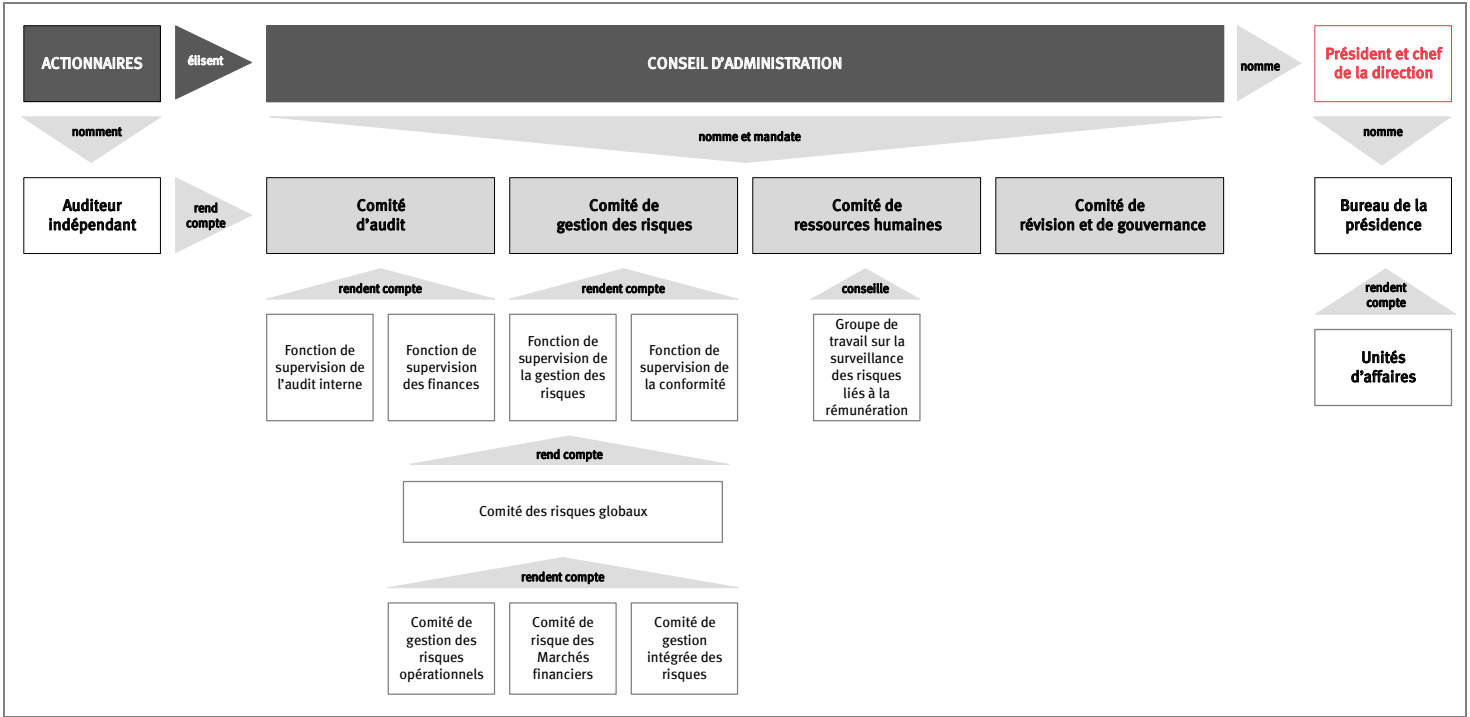 ACTIONNAIRES
élisent
CONSEIL D’ADMINISTRATION
nomme
Président et chef
de la direction
nomment
nomme et mandate
nomme
Auditeur
indépendant
rend
compte
Comité
d’audit
Comité de
gestion des risques
Comité de
ressources humaines
Comité de
révision et de gouvernance
Bureau de la
présidence
rendent compte
rendent compte
conseille
rendent
compte
Fonction de
supervision de
l’audit interne
Fonction de
supervision
des finances
Fonction de
supervision de
la gestion des
risques
Fonction de
supervision de
la conformité
Groupe de
travail sur la
surveillance
des risques
liés à la
rémunération
Unités
d’affaires
rend compte
Comité des risques globaux
rendent compte
Comité de
gestion des
risques
opérationnels
Comité de
risque des
Marchés
financiers
Comité de
gestion
intégrée des
risques